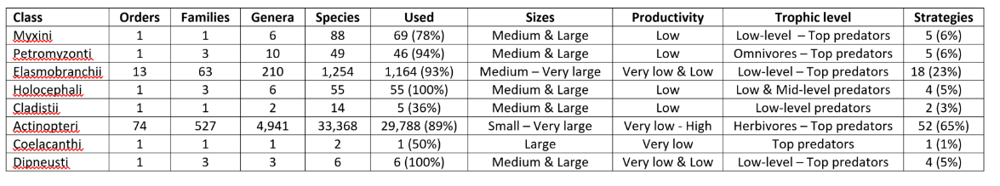 Class Orders Families Genera Species Used Sizes Productivity Trophic level Strategies
Myxini 1 1 6 88 69 (78%) Medium & Large Low Low-level – Top predators 5 (6%)
Petromyzonti 1 3 10 49 46 (94%) Medium & Large Low Omnivores – Top predators 5 (6%)
Elasmobranchii 13 63 210 1,254 1,164 (93%) Medium – Very large Very low & Low Low-level – Top predators 18 (23%)
Holocephali 1 3 6 55 55 (100%) Medium & Large Low Low & Mid-level predators 4 (5%)
Cladistii 1 1 2 14 5 (36%) Medium & Large Low Low-level predators 2 (3%)
Actinopteri 74 527 4,941 33,368 29,788 (89%) Small – Very large Very low - High Herbivores – Top predators 52 (65%)
Coelacanthi 1 1 1 2 1 (50%) Large Very low Top predators 1 (1%)
Dipneusti 1 3 3 6 6 (100%) Medium & Large Very low & Low Low-level – Top predators 4 (5%)